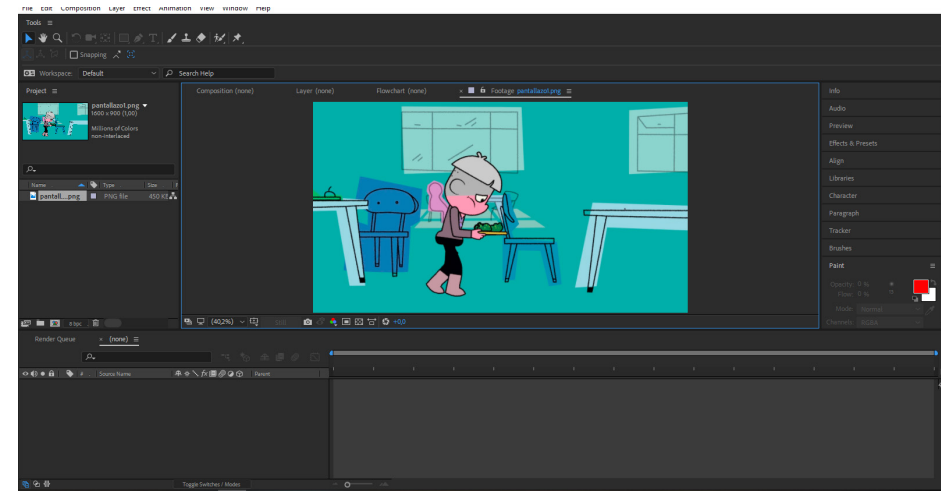 File Edit Composition Layer Effect Animation View Window Help
Tools
Snapping
Workspace: Default Search Help
Project
pantallazo1.png
1600 x 900 (1,00)
Millions of Colors
non-interlaced
Name Type Size
pantall....png PNG file 450 KB
8 bpc
Composition (none) Layer (none) Flowchart (none) Footage pantallazo1.png
(40,2%) +0,0
Info
Audio
Preview
Effects & Presets
Align
Libraries
Character
Paragraph
Tracker
Brushes
Paint
Opacity: 0 %
Flow: 0 %
Mode: Normal
Channels: RGBA
Render Queue (none)
# Source Name Parent
Toggle Switches / Modes